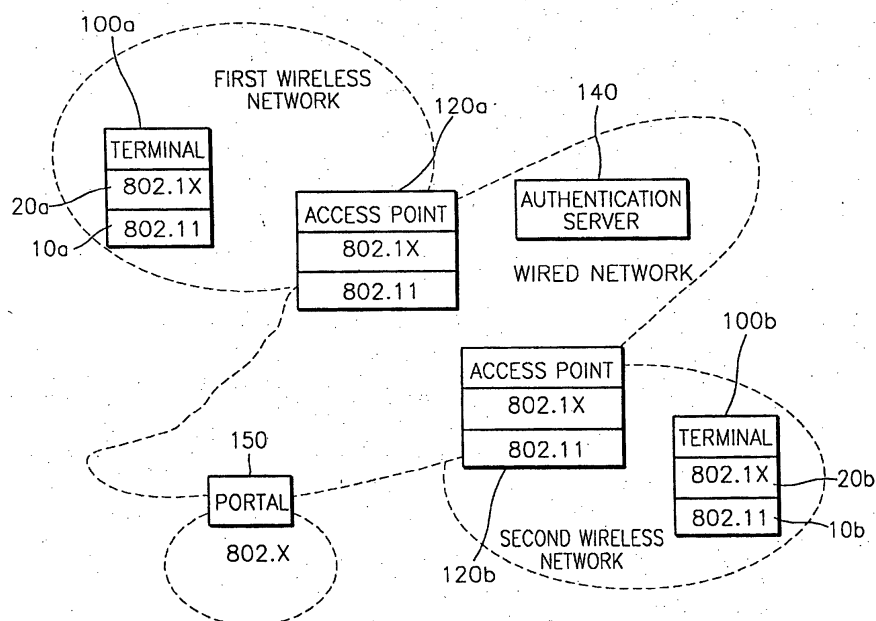 100a
FIRST WIRELESS
NETWORK
120a
140
TERMINAL
802.1X
20a
802.11
10a
ACCESS POINT
802.1X
802.11
AUTHENTICATION
SERVER
WIRED NETWORK
100b
ACCESS POINT
802.1X
802.11
TERMINAL
802.1X
20b
802.11
10b
150
PORTAL
802.X
SECOND WIRELESS
NETWORK
120b